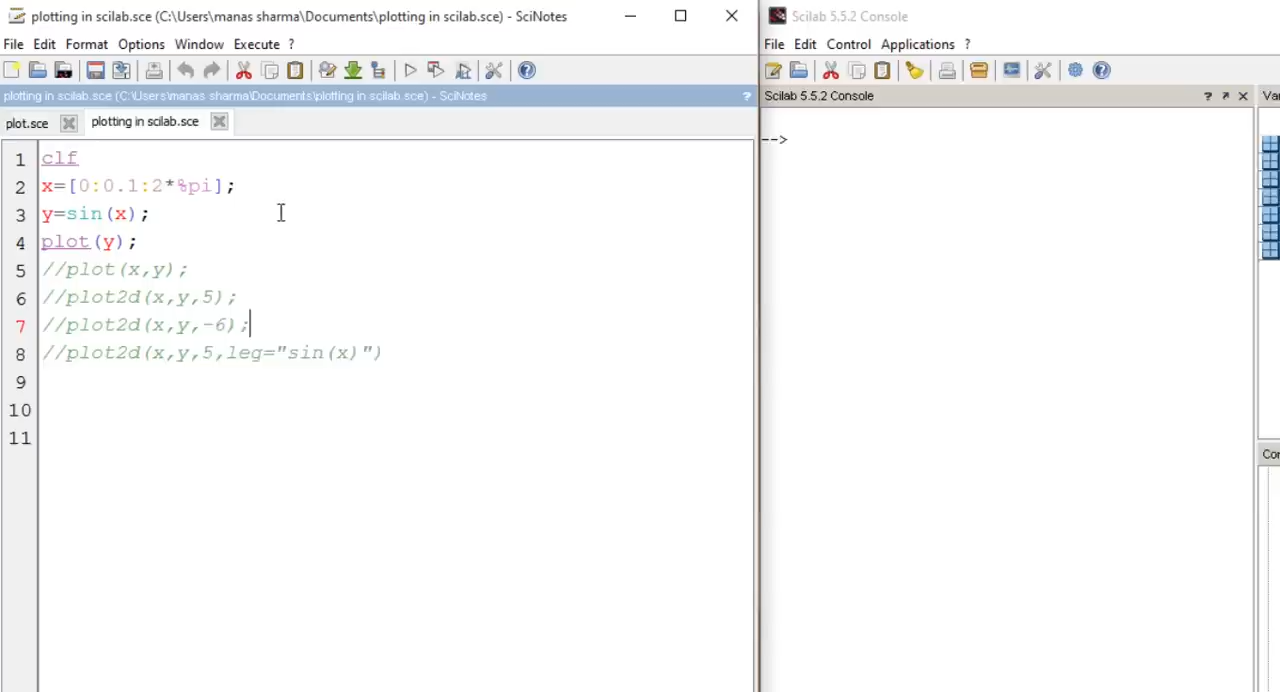 plotting in scilab.sce (C:\Users\manas sharma\Documents\plotting in scilab.sce) - SciNotes
File Edit Format Options Window Execute ?
plotting in scilab.sce (C:\Users\manas sharma\Documents\plotting in scilab.sce) - SciNotes ?
plot.sce
plotting in scilab.sce
1 clf
2 x=[0:0.1:2*%pi];
3 y=sin(x);
4 plot(y);
5 //plot(x,y);
6 //plot2d(x,y,5);
7 //plot2d(x,y,-6);
8 //plot2d(x,y,5,leg="sin(x)")
9
10
11
Scilab 5.5.2 Console
File Edit Control Applications ?
Scilab 5.5.2 Console ?
Var
-->
Cor